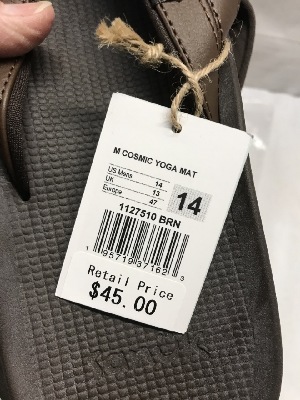 M COSMIC YOGA MAT
US Mens 14
UK 13
Europe 47
14
1127510 BRN
Retail Price
$45.00